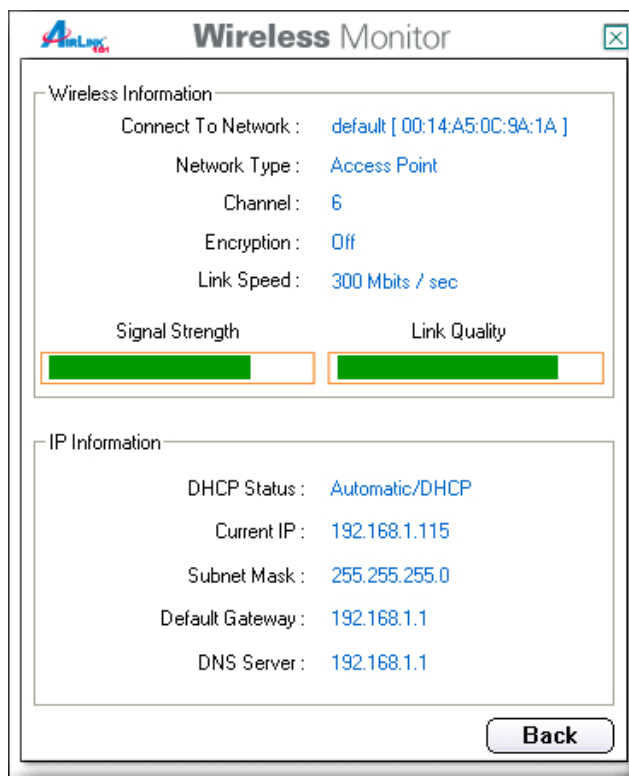 AIRLINK 101 Wireless Monitor
Wireless Information
Connect To Network : default [ 00:14:A5:0C:9A:1A ]
Network Type : Access Point
Channel : 6
Encryption : Off
Link Speed : 300 Mbits / sec
Signal Strength Link Quality
IP Information
DHCP Status : Automatic/DHCP
Current IP : 192.168.1.115
Subnet Mask : 255.255.255.0
Default Gateway : 192.168.1.1
DNS Server : 192.168.1.1
Back